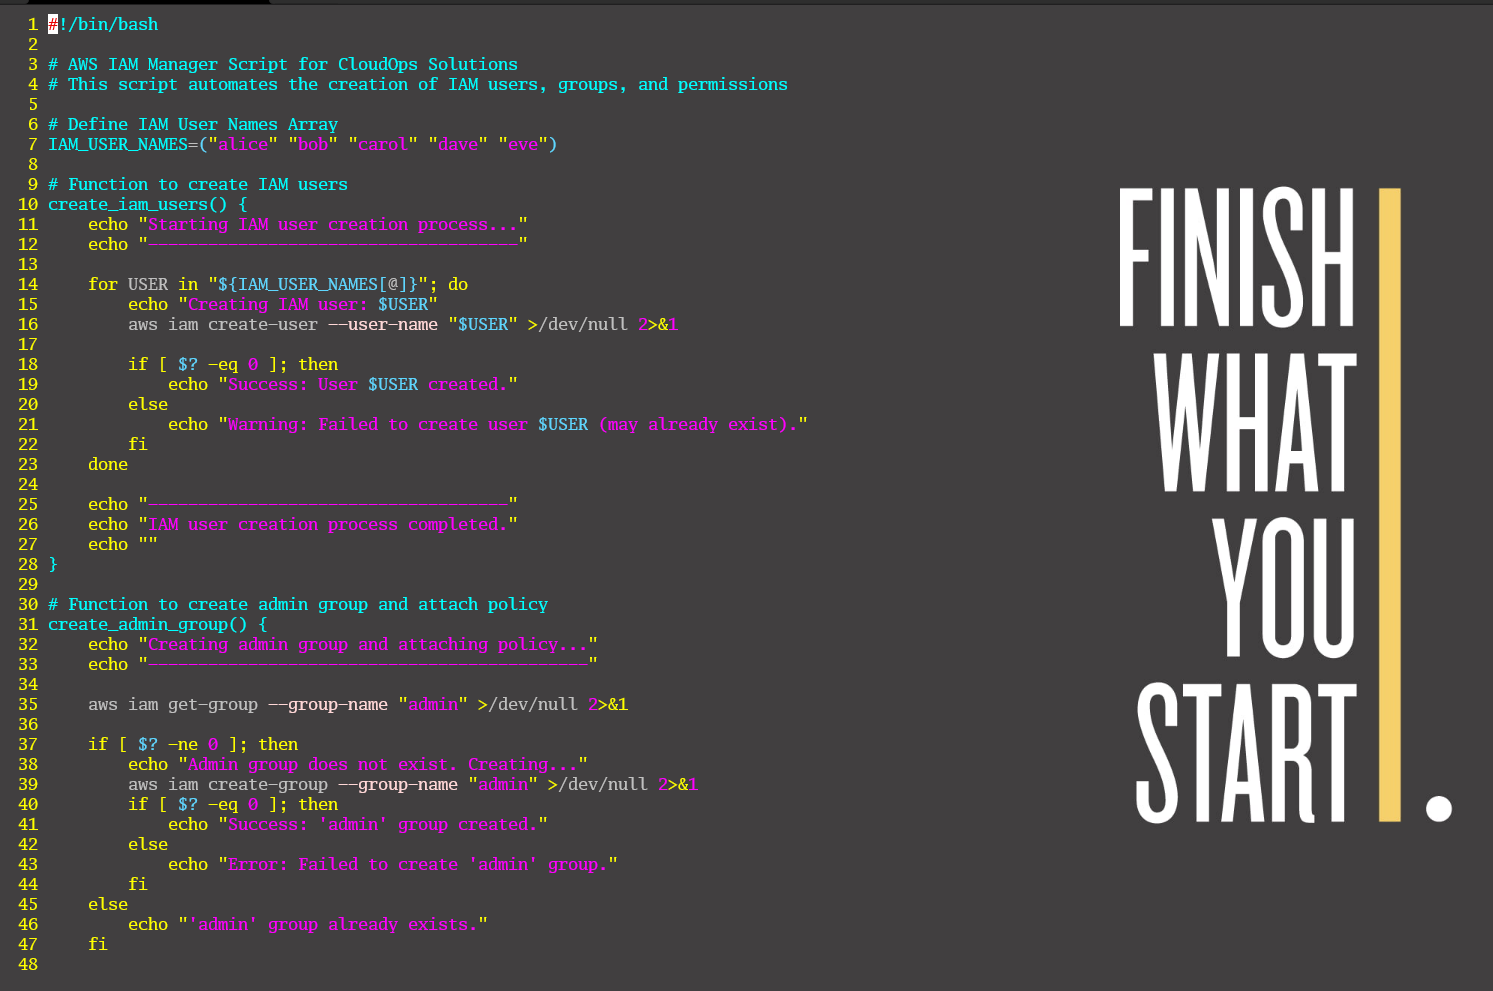 1 #!/bin/bash
2
3 # AWS IAM Manager Script for CloudOps Solutions
4 # This script automates the creation of IAM users, groups, and permissions
5
6 # Define IAM User Names Array
7 IAM_USER_NAMES=("alice" "bob" "carol" "dave" "eve")
8
9 # Function to create IAM users
10 create_iam_users() {
11     echo "Starting IAM user creation process..."
12     echo "-------------------------------------"
13
14     for USER in "${IAM_USER_NAMES[@]}"; do
15         echo "Creating IAM user: $USER"
16         aws iam create-user --user-name "$USER" >/dev/null 2>&1
17
18         if [ $? -eq 0 ]; then
19             echo "Success: User $USER created."
20         else
21             echo "Warning: Failed to create user $USER (may already exist)."
22         fi
23     done
24
25     echo "------------------------------------"
26     echo "IAM user creation process completed."
27     echo ""
28 }
29
30 # Function to create admin group and attach policy
31 create_admin_group() {
32     echo "Creating admin group and attaching policy..."
33     echo "--------------------------------------------"
34
35     aws iam get-group --group-name "admin" >/dev/null 2>&1
36
37     if [ $? -ne 0 ]; then
38         echo "Admin group does not exist. Creating..."
39         aws iam create-group --group-name "admin" >/dev/null 2>&1
40         if [ $? -eq 0 ]; then
41             echo "Success: 'admin' group created."
42         else
43             echo "Error: Failed to create 'admin' group."
44         fi
45     else
46         echo "'admin' group already exists."
47     fi
48
FINISH
WHAT
YOU
START.